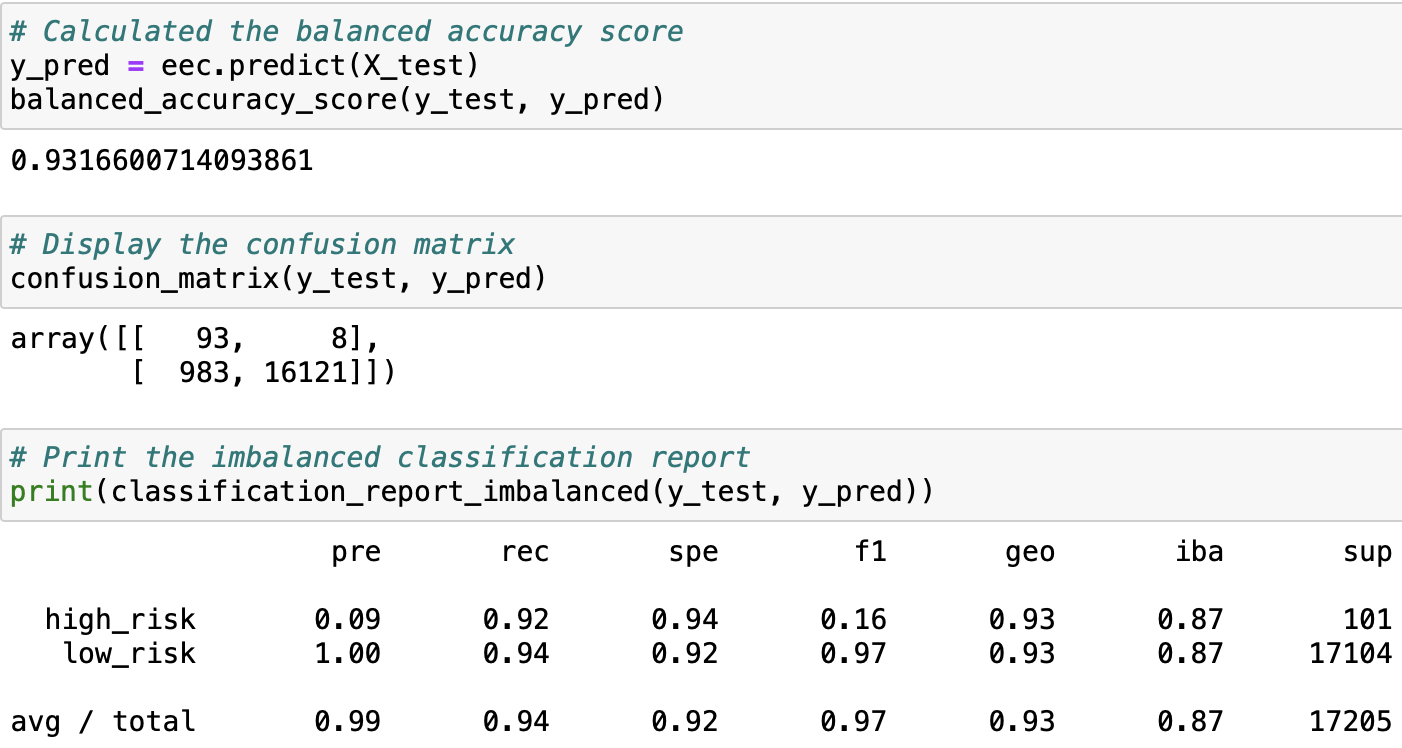 # Calculated the balanced accuracy score
y_pred = eec.predict(X_test)
balanced_accuracy_score(y_test, y_pred)
0.9316600714093861
# Display the confusion matrix
confusion_matrix(y_test, y_pred)
array([[   93,     8],
       [  983, 16121]])
# Print the imbalanced classification report
print(classification_report_imbalanced(y_test, y_pred))
                   pre       rec       spe        f1       geo       iba       sup
  high_risk       0.09      0.92      0.94      0.16      0.93      0.87       101
   low_risk       1.00      0.94      0.92      0.97      0.93      0.87     17104
avg / total       0.99      0.94      0.92      0.97      0.93      0.87     17205